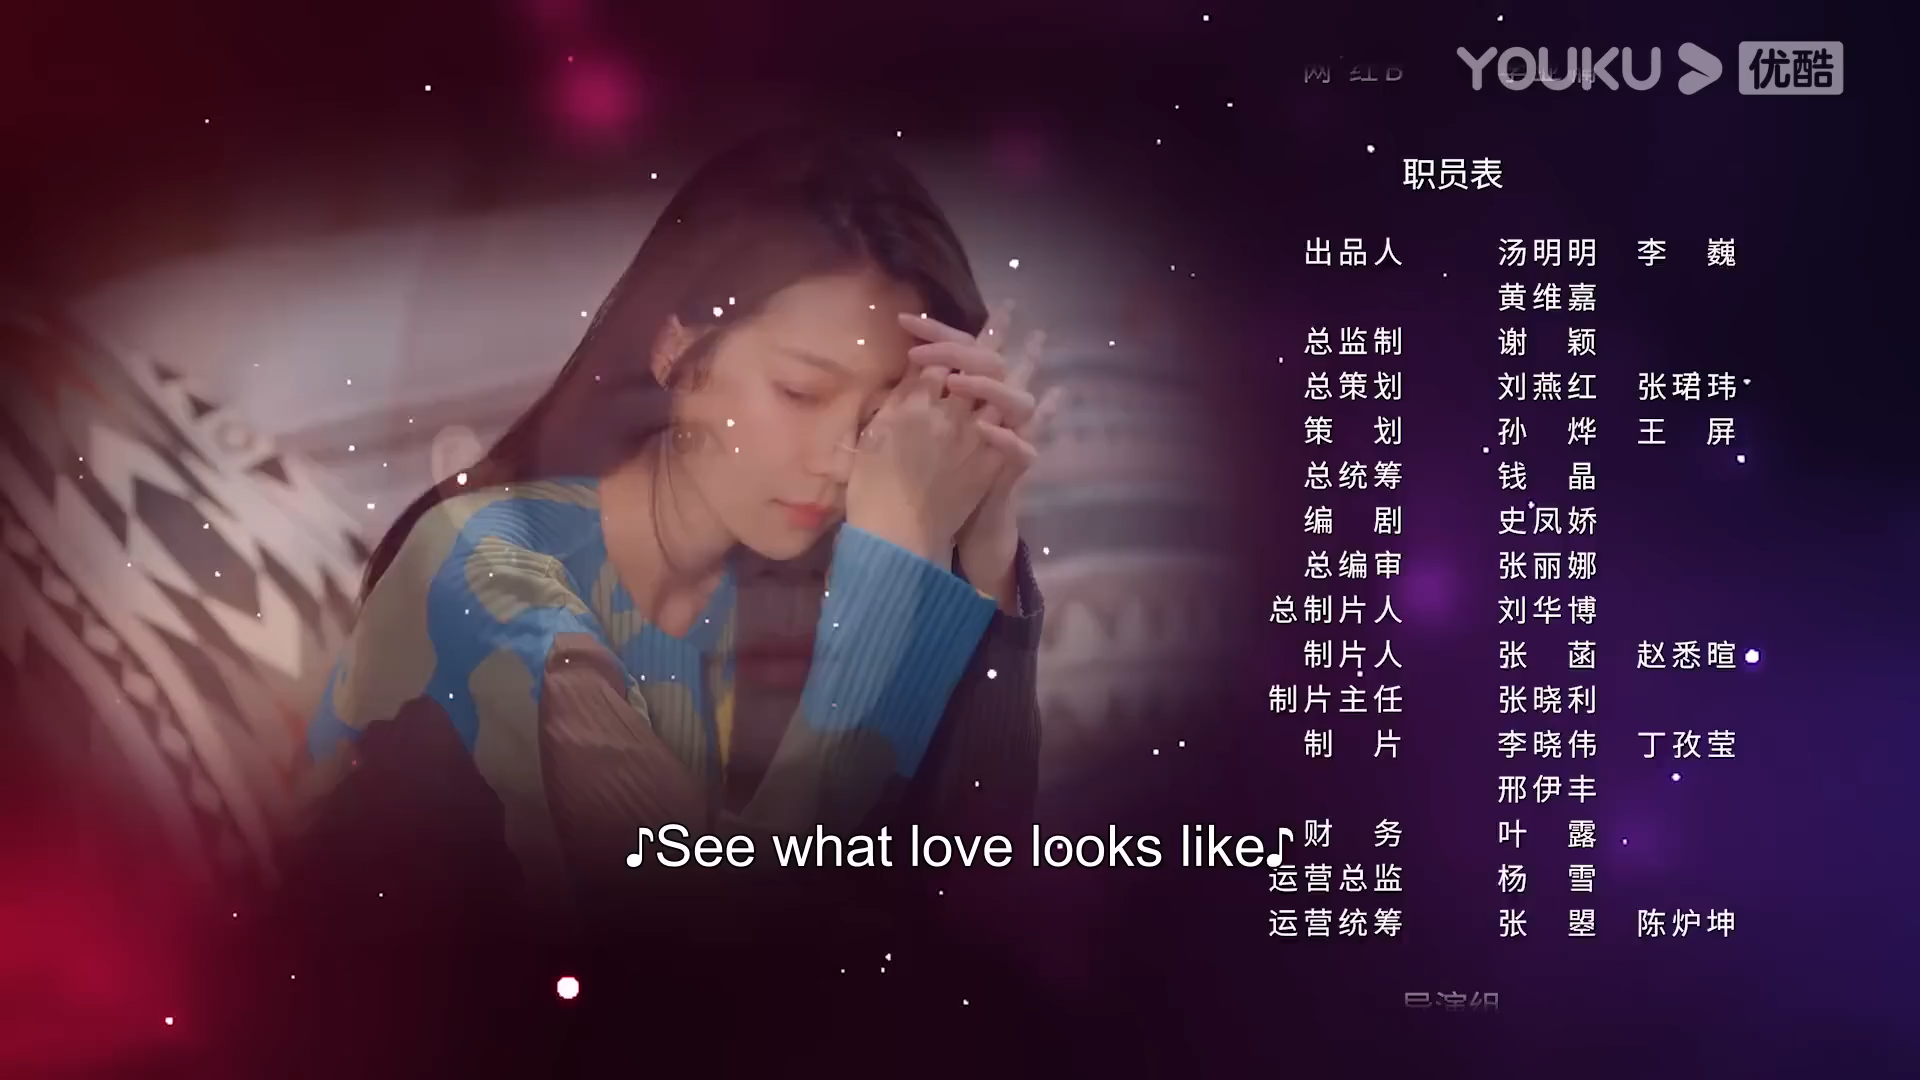 YOUKU 优酷
职员表
出品人 汤明明 李巍
黄维嘉
总监制 谢颖
总策划 刘燕红 张珺玮
策划 孙烨 王屏
总统筹 钱晶
编剧 史凤娇
总编审 张丽娜
总制片人 刘华博
制片人 张菡 赵悉暄
制片主任 张晓利
制片 李晓伟 丁孜莹
邢伊丰
财务 叶露
♪See what love looks like♪
运营总监 杨雪
运营统筹 张曌 陈炉坤
导演组